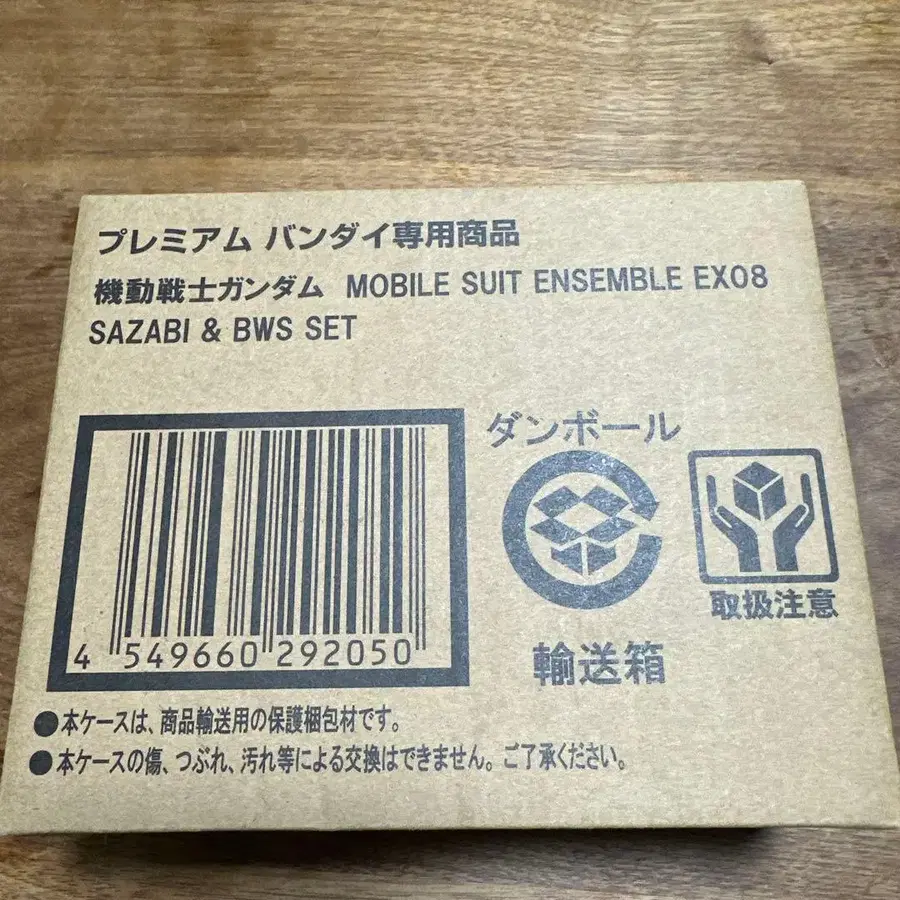 プレミアム バンダイ専用商品
機動戦士ガンダム MOBILE SUIT ENSEMBLE EX08
SAZABI & BWS SET
ダンボール
取扱注意
4 549660 292050
輸送箱
●本ケースは、商品輸送用の保護梱包材です。
●本ケースの傷、つぶれ、汚れ等による交換はできません。ご了承ください。